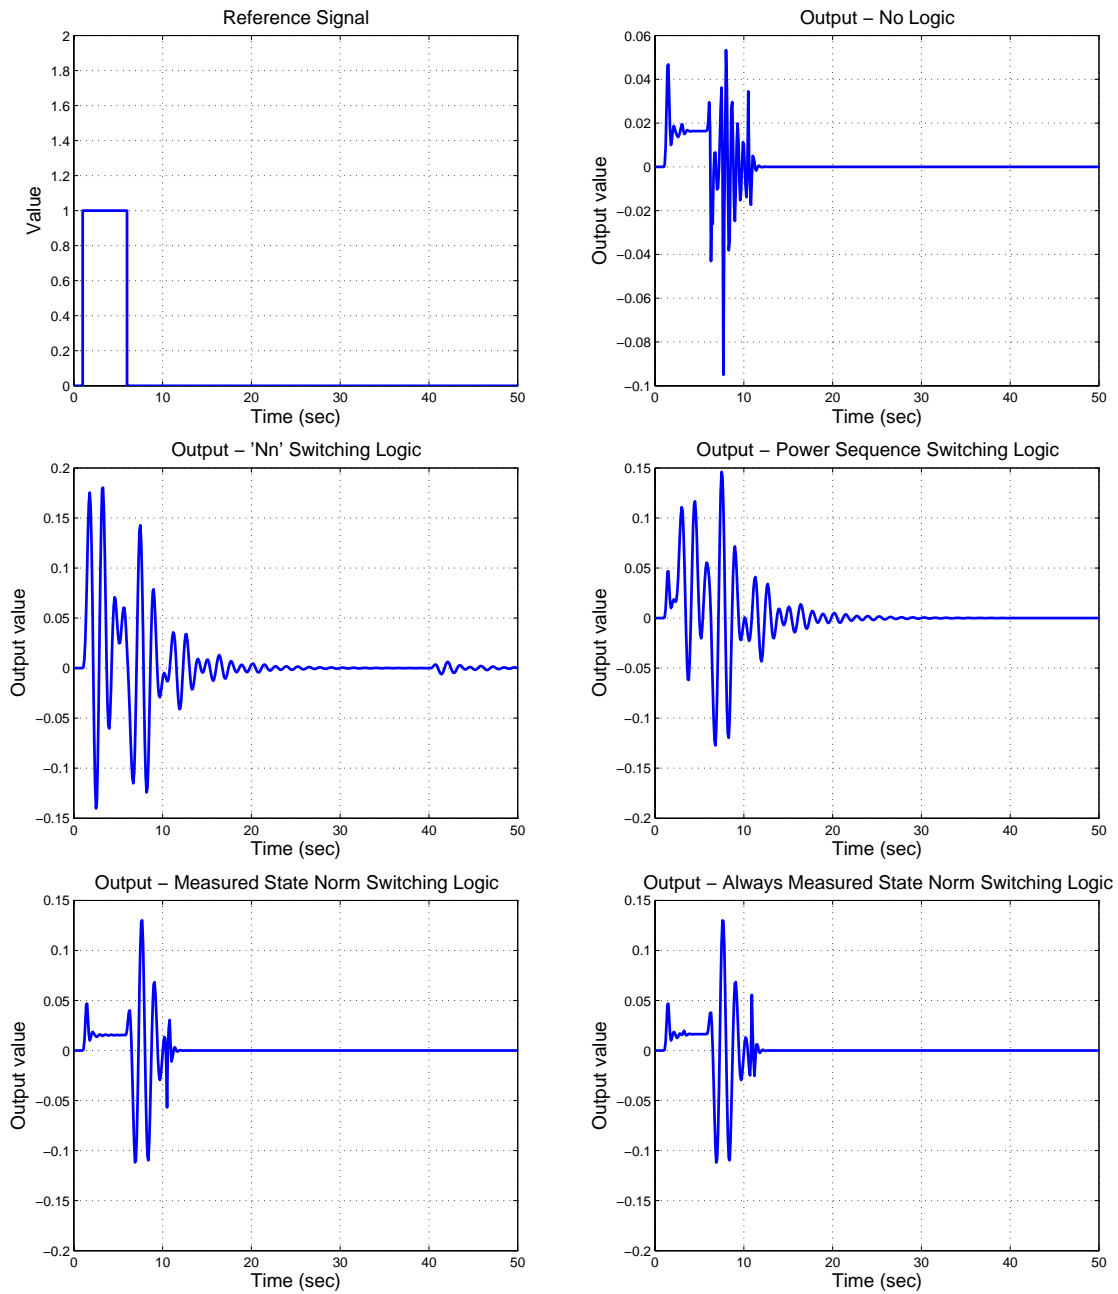 Reference Signal
2
1.8
1.6
1.4
1.2
1
0.8
0.6
0.4
0.2
0
Value
0 10 20 30 40 50
Time (sec)
Output – No Logic
0.06
0.04
0.02
0
−0.02
−0.04
−0.06
−0.08
−0.1
Output value
0 10 20 30 40 50
Time (sec)
Output – 'Nn' Switching Logic
0.2
0.15
0.1
0.05
0
−0.05
−0.1
−0.15
Output value
0 10 20 30 40 50
Time (sec)
Output – Power Sequence Switching Logic
0.15
0.1
0.05
0
−0.05
−0.1
−0.15
−0.2
Output value
0 10 20 30 40 50
Time (sec)
Output – Measured State Norm Switching Logic
0.15
0.1
0.05
0
−0.05
−0.1
−0.15
−0.2
Output value
0 10 20 30 40 50
Time (sec)
Output – Always Measured State Norm Switching Logic
0.15
0.1
0.05
0
−0.05
−0.1
−0.15
−0.2
Output value
0 10 20 30 40 50
Time (sec)